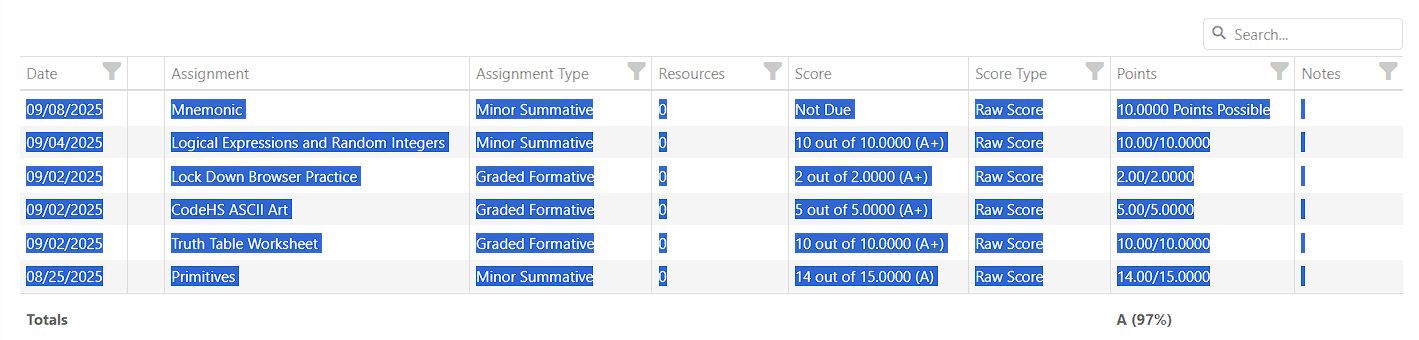 Search...
Date Assignment Assignment Type Resources Score Score Type Points Notes
09/08/2025 Mnemonic Minor Summative 0 Not Due Raw Score 10.0000 Points Possible
09/04/2025 Logical Expressions and Random Integers Minor Summative 0 10 out of 10.0000 (A+) Raw Score 10.00/10.0000
09/02/2025 Lock Down Browser Practice Graded Formative 0 2 out of 2.0000 (A+) Raw Score 2.00/2.0000
09/02/2025 CodeHS ASCII Art Graded Formative 0 5 out of 5.0000 (A+) Raw Score 5.00/5.0000
09/02/2025 Truth Table Worksheet Graded Formative 0 10 out of 10.0000 (A+) Raw Score 10.00/10.0000
08/25/2025 Primitives Minor Summative 0 14 out of 15.0000 (A) Raw Score 14.00/15.0000
Totals A (97%)